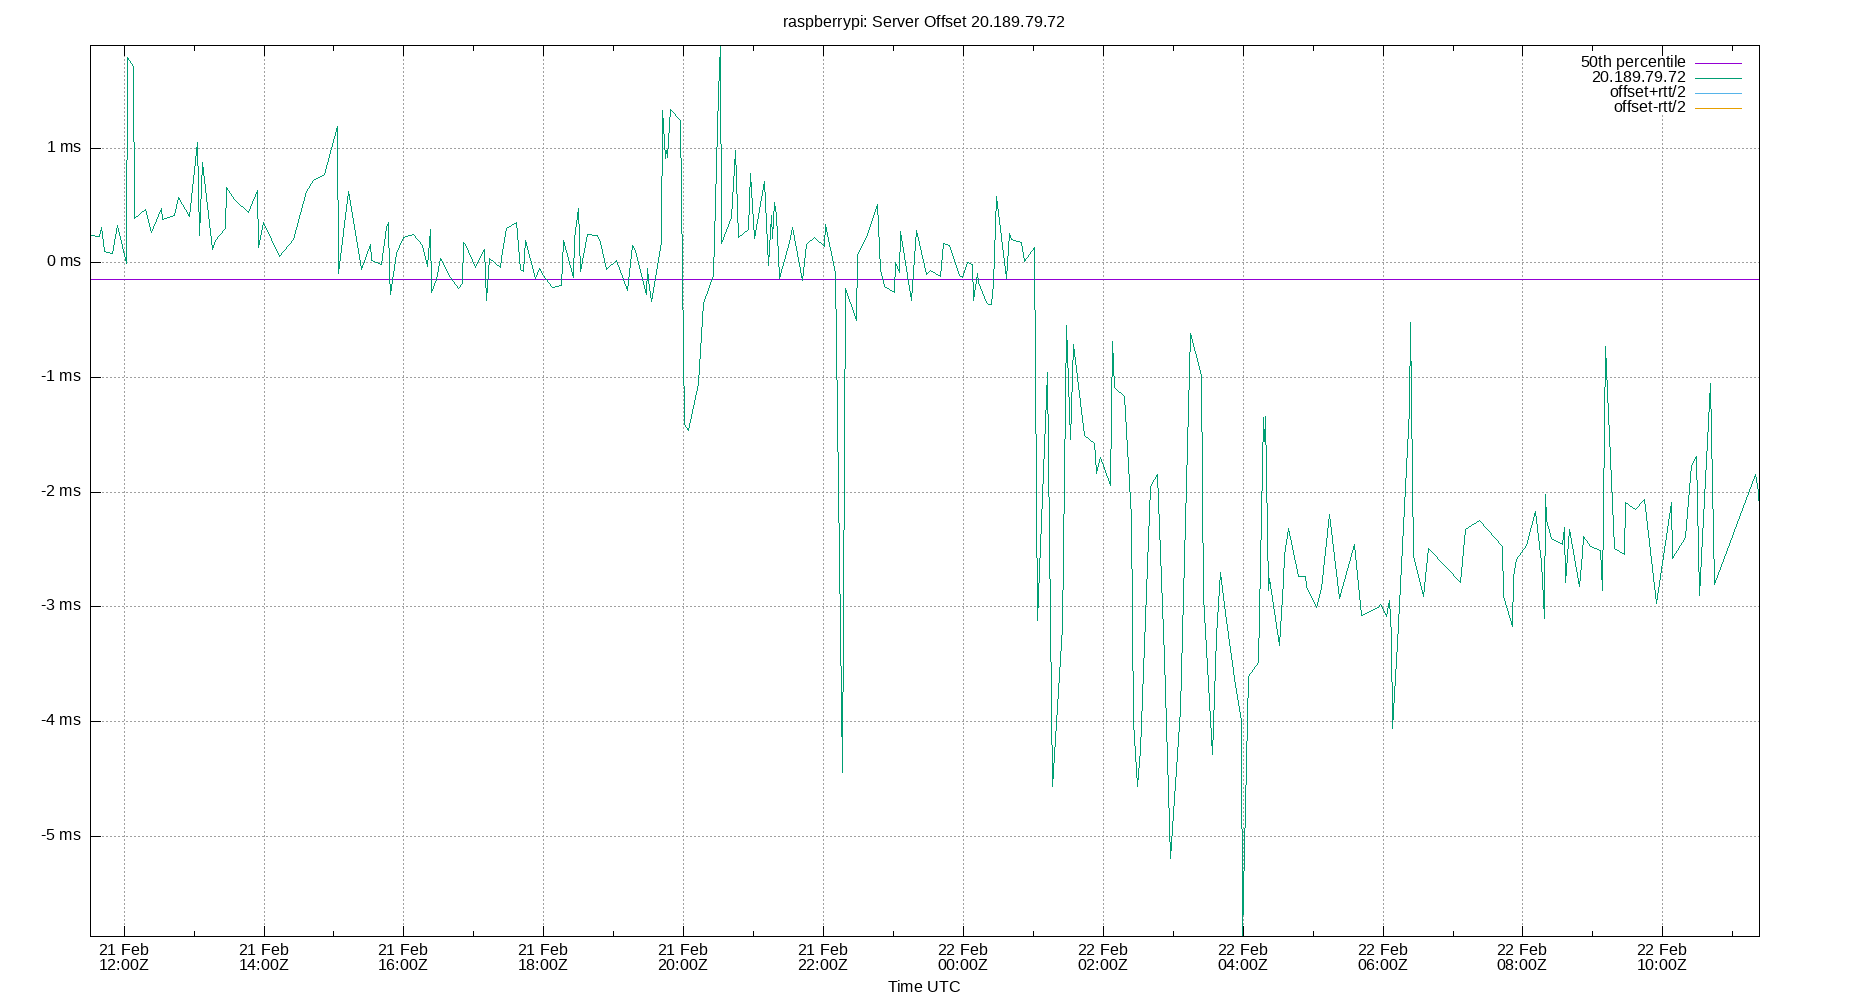 raspberrypi: Server Offset 20.189.79.72
50th percentile
20.189.79.72
offset+rtt/2
offset-rtt/2
1 ms
0 ms
-1 ms
-2 ms
-3 ms
-4 ms
-5 ms
21 Feb 21 Feb 21 Feb 21 Feb 21 Feb 21 Feb 22 Feb 22 Feb 22 Feb 22 Feb 22 Feb 22 Feb
12:00Z 14:00Z 16:00Z 18:00Z 20:00Z 22:00Z 00:00Z 02:00Z 04:00Z 06:00Z 08:00Z 10:00Z
Time UTC